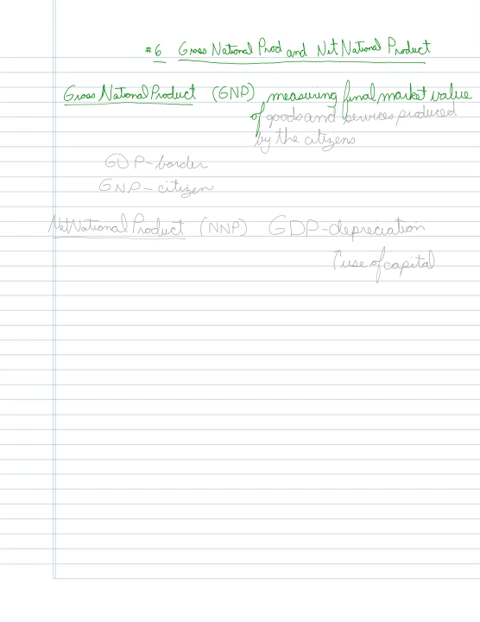 #6 Gross National Prod and Net National Product
Gross National Product (GNP) measuring final market value
of goods and services produced
by the citizens
GDP-border
GNP-citizen
Net National Product (NNP) GDP-depreciation
↑ use of capital